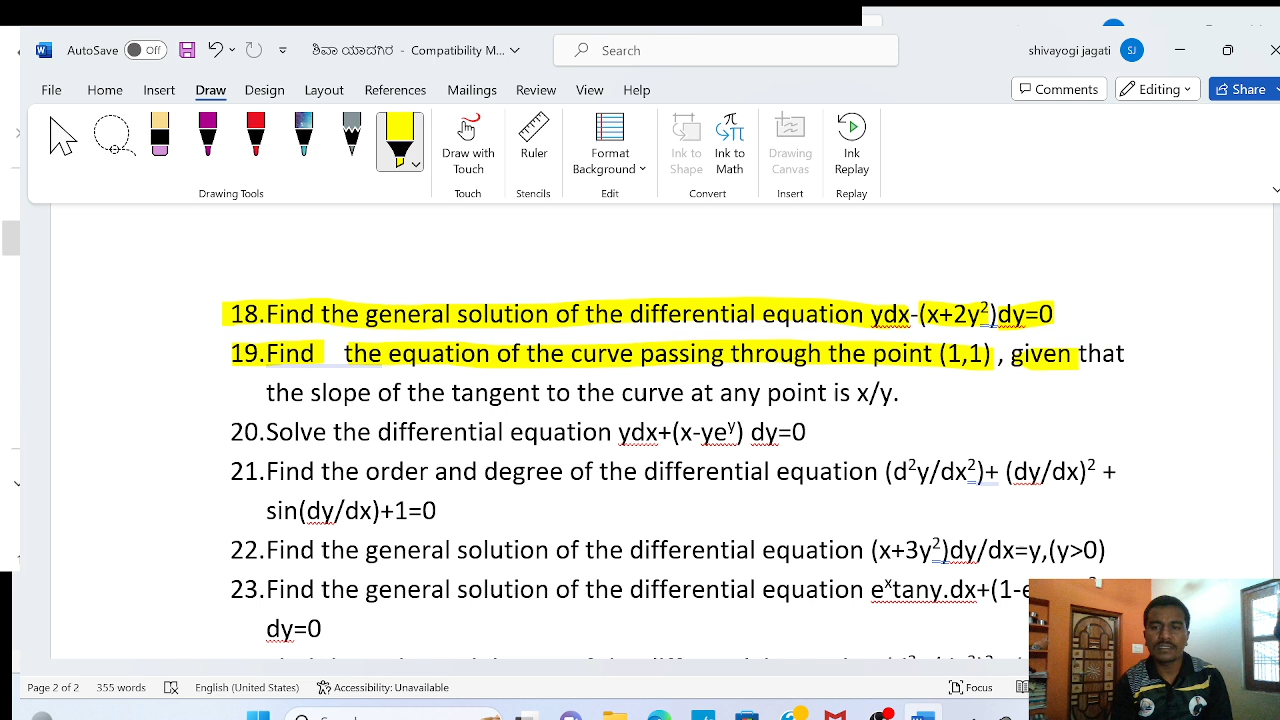 AutoSave Off ಶಿವಾ ಯಾದಗಿರ - Compatibility M... Search shivayogi jagati SJ
File Home Insert Draw Design Layout References Mailings Review View Help Comments Editing Share
Draw with Touch Ruler Format Background Ink to Shape Ink to Math Drawing Canvas Ink Replay
Drawing Tools Touch Stencils Edit Convert Insert Replay
18.Find the general solution of the differential equation ydx-(x+2y²)dy=0
19.Find the equation of the curve passing through the point (1,1) , given that
the slope of the tangent to the curve at any point is x/y.
20.Solve the differential equation ydx+(x-yeʸ) dy=0
21.Find the order and degree of the differential equation (d²y/dx²)+ (dy/dx)² +
sin(dy/dx)+1=0
22.Find the general solution of the differential equation (x+3y²)dy/dx=y,(y>0)
23.Find the general solution of the differential equation eˣtany.dx+(1-e
dy=0
Page 2 of 2 355 words English (United States) Accessibility: Unavailable Focus